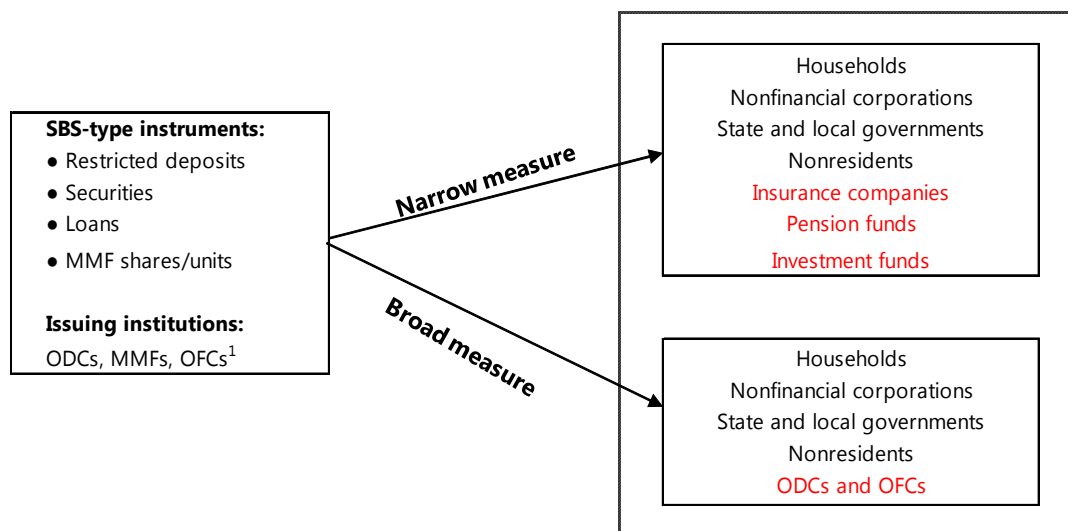 SBS-type instruments:
● Restricted deposits
● Securities
● Loans
● MMF shares/units
Issuing institutions:
ODCs, MMFs, OFCs¹
Narrow measure
Broad measure
Households
Nonfinancial corporations
State and local governments
Nonresidents
Insurance companies
Pension funds
Investment funds
Households
Nonfinancial corporations
State and local governments
Nonresidents
ODCs and OFCs